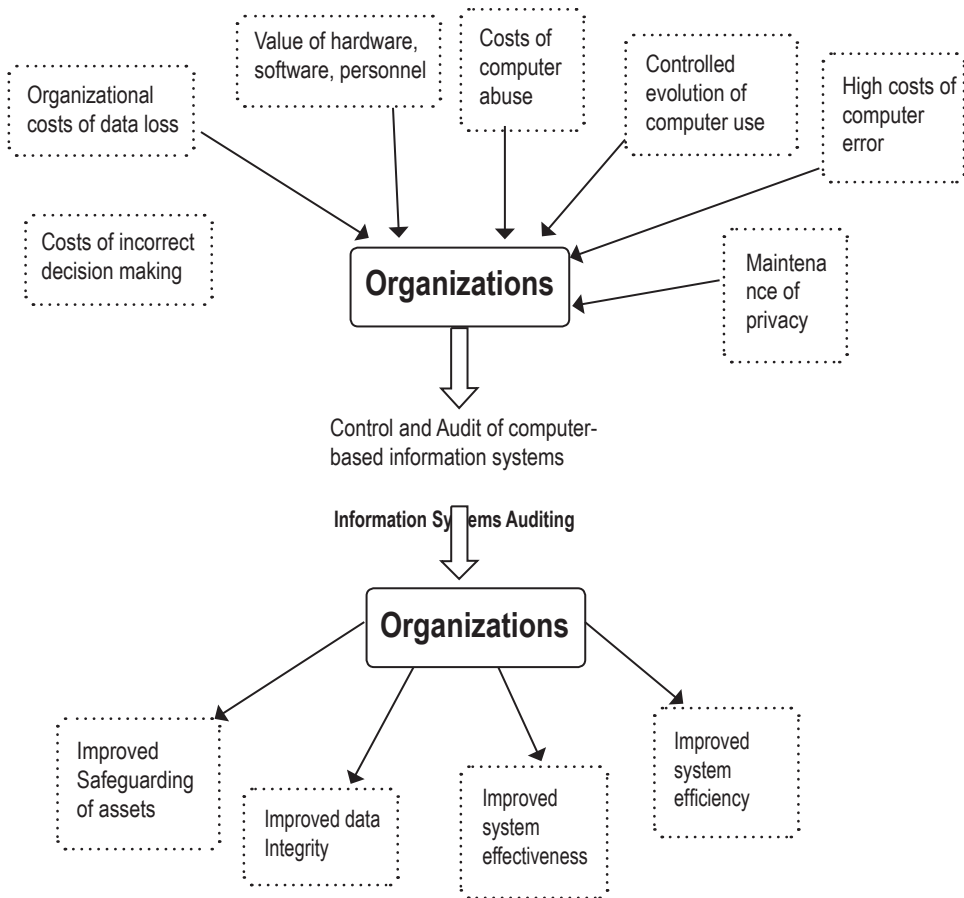 Organizational
costs of data loss
Value of hardware,
software, personnel
Costs of
computer
abuse
Controlled
evolution of
computer use
High costs of
computer
error
Costs of incorrect
decision making
Organizations
Maintena
nce of
privacy
Control and Audit of computer-
based information systems
Information Systems Auditing
Organizations
Improved
Safeguarding
of assets
Improved data
Integrity
Improved
system
effectiveness
Improved
system
efficiency